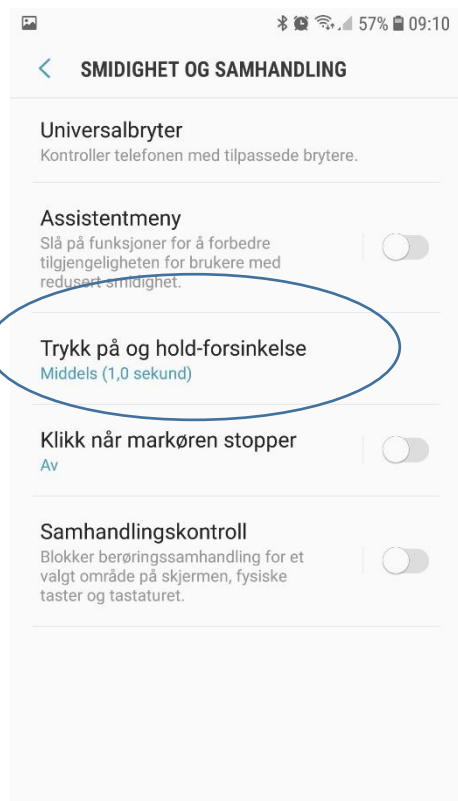 57% 09:10
SMIDIGHET OG SAMHANDLING
Universalbryter
Kontroller telefonen med tilpassede brytere.
Assistentmeny
Slå på funksjoner for å forbedre
tilgjengeligheten for brukere med
redusert smidighet.
Trykk på og hold-forsinkelse
Middels (1,0 sekund)
Klikk når markøren stopper
Av
Samhandlingskontroll
Blokker berøringssamhandling for et
valgt område på skjermen, fysiske
taster og tastaturet.